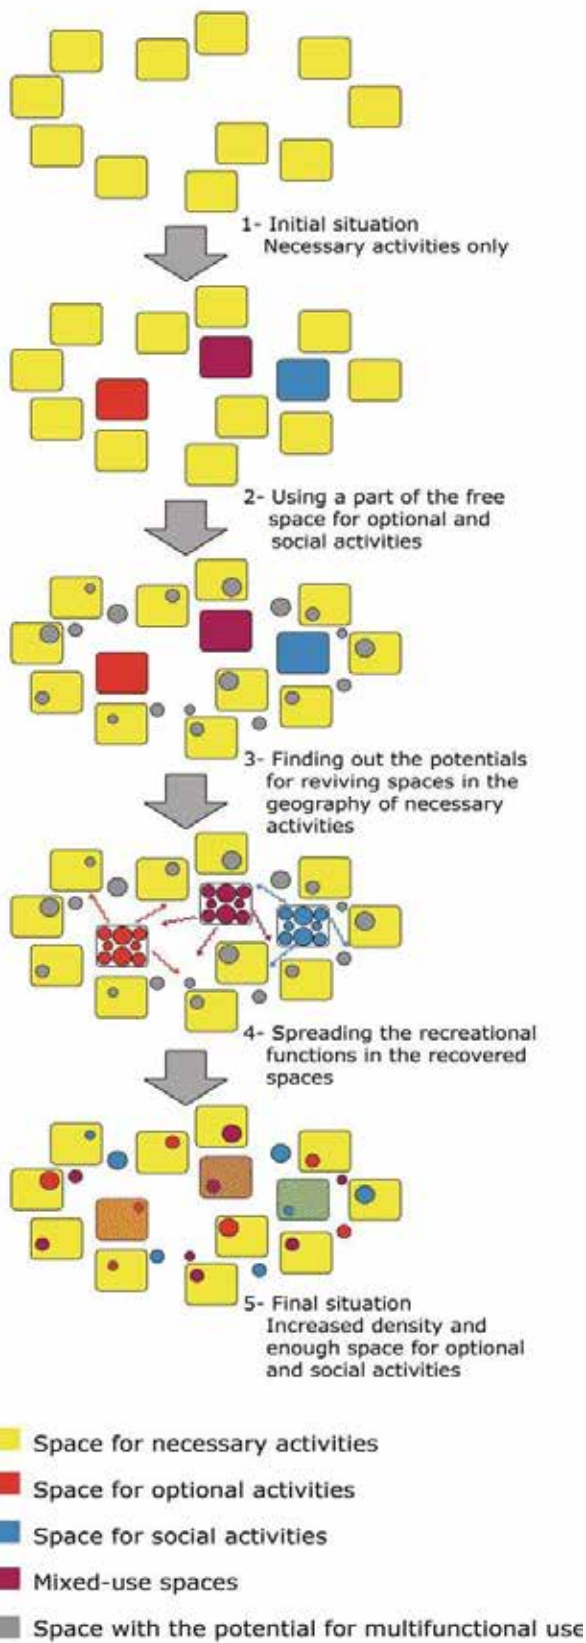 1- Initial situation
Necessary activities only
2- Using a part of the free
space for optional and
social activities
3- Finding out the potentials
for reviving spaces in the
geography of necessary
activities
4- Spreading the recreational
functions in the recovered
spaces
5- Final situation
Increased density and
enough space for optional
and social activities
Space for necessary activities
Space for optional activities
Space for social activities
Mixed-use spaces
Space with the potential for multifunctional use